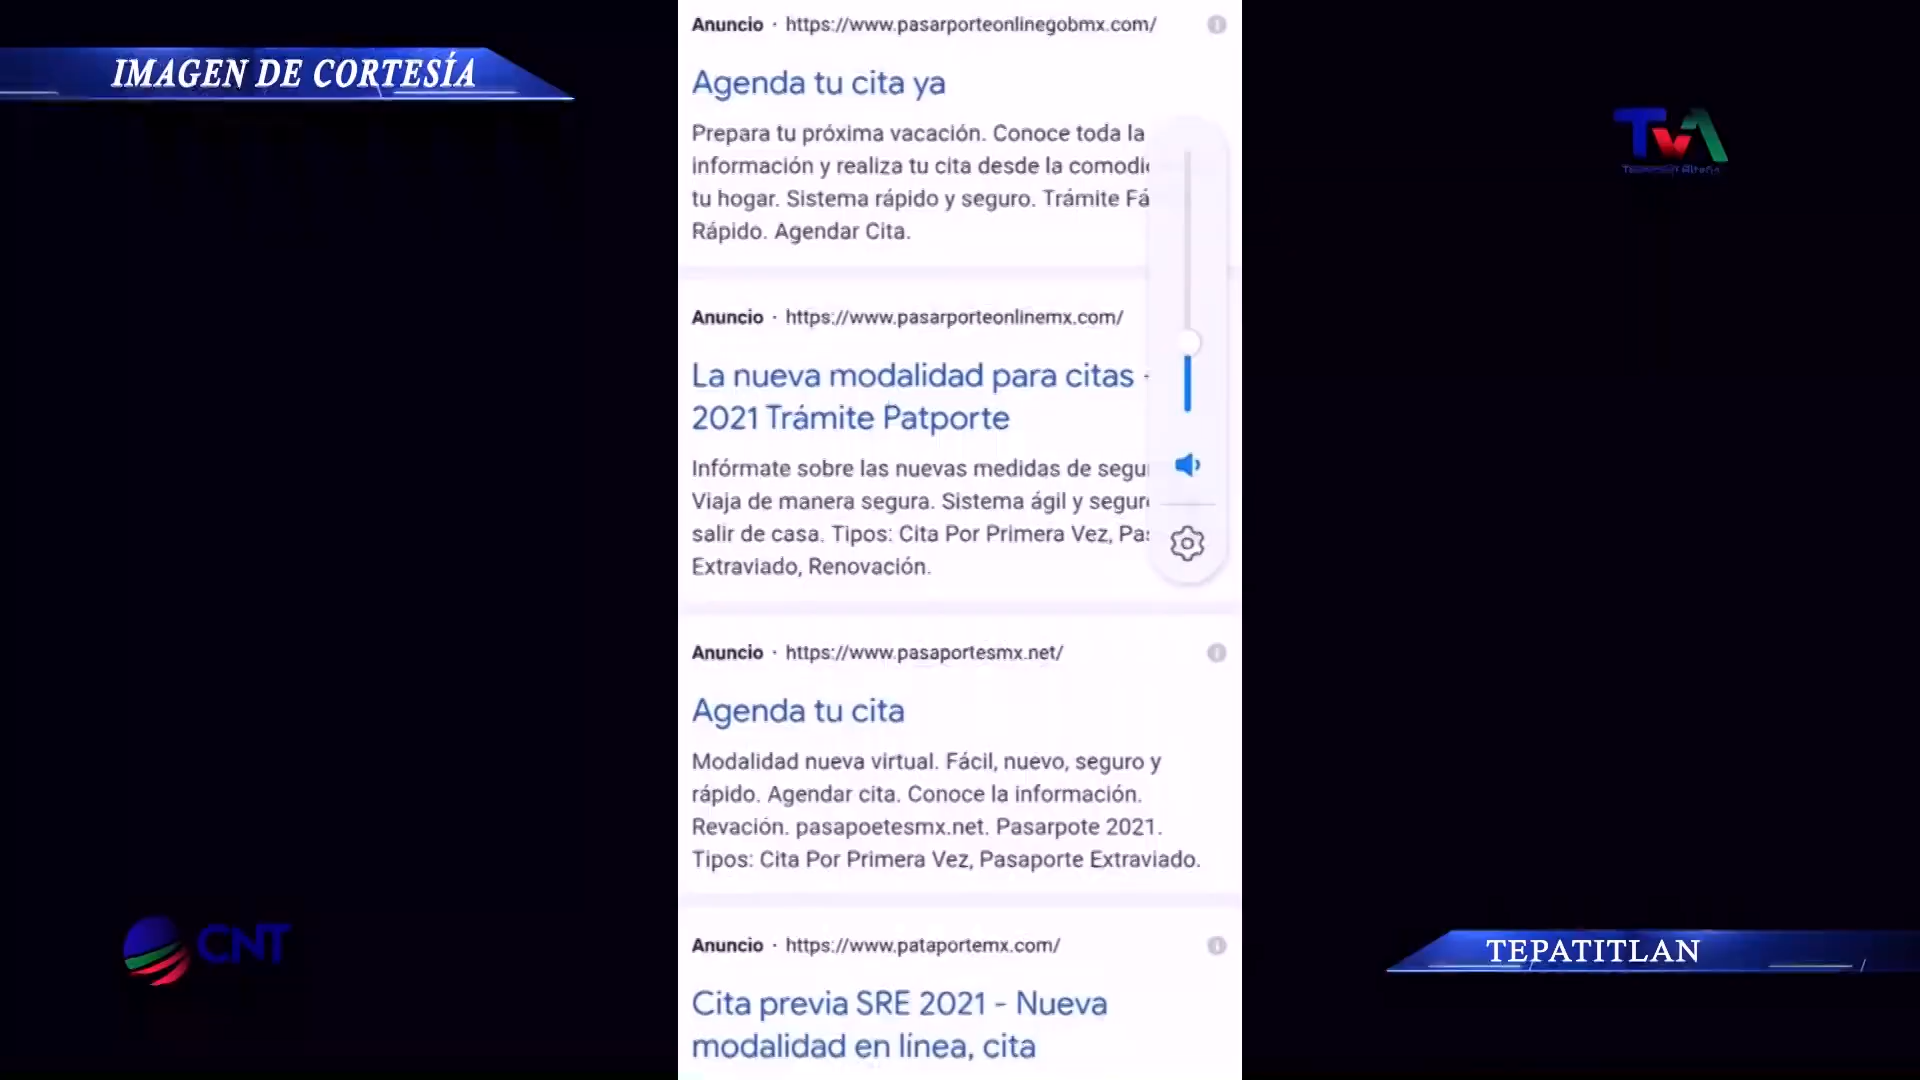 IMAGEN DE CORTESÍA
TVA
Anuncio · https://www.pasarporteonlinegobmx.com/
Agenda tu cita ya
Prepara tu próxima vacación. Conoce toda la
información y realiza tu cita desde la comodi
tu hogar. Sistema rápido y seguro. Trámite Fá
Rápido. Agendar Cita.
Anuncio · https://www.pasarporteonlinemx.com/
La nueva modalidad para citas -
2021 Trámite Patporte
Infórmate sobre las nuevas medidas de segu
Viaja de manera segura. Sistema ágil y segur
salir de casa. Tipos: Cita Por Primera Vez, Pa
Extraviado, Renovación.
Anuncio · https://www.pasaportesmx.net/
Agenda tu cita
Modalidad nueva virtual. Fácil, nuevo, seguro y
rápido. Agendar cita. Conoce la información.
Revación. pasapoetesmx.net. Pasarpote 2021.
Tipos: Cita Por Primera Vez, Pasaporte Extraviado.
Anuncio · https://www.pataportemx.com/
Cita previa SRE 2021 - Nueva
modalidad en línea, cita
CNT
TEPATITLAN